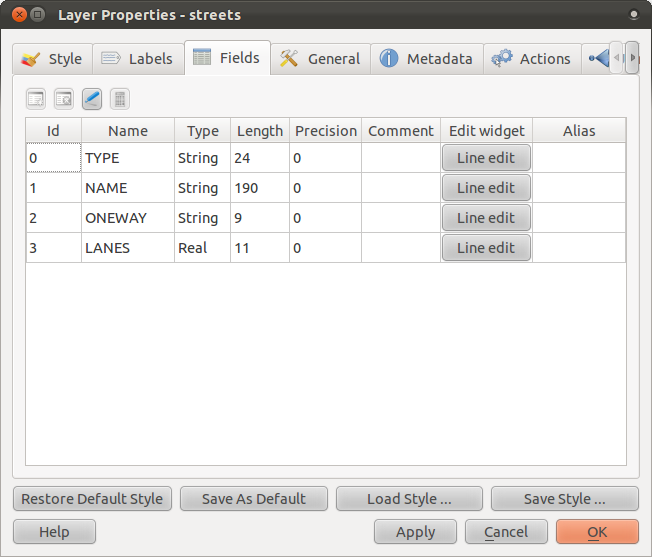 Layer Properties - streets
Style Labels Fields General Metadata Actions
Id Name Type Length Precision Comment Edit widget Alias
0 TYPE String 24 0 Line edit
1 NAME String 190 0 Line edit
2 ONEWAY String 9 0 Line edit
3 LANES Real 11 0 Line edit
Restore Default Style Save As Default Load Style ... Save Style ...
Help Apply Cancel OK